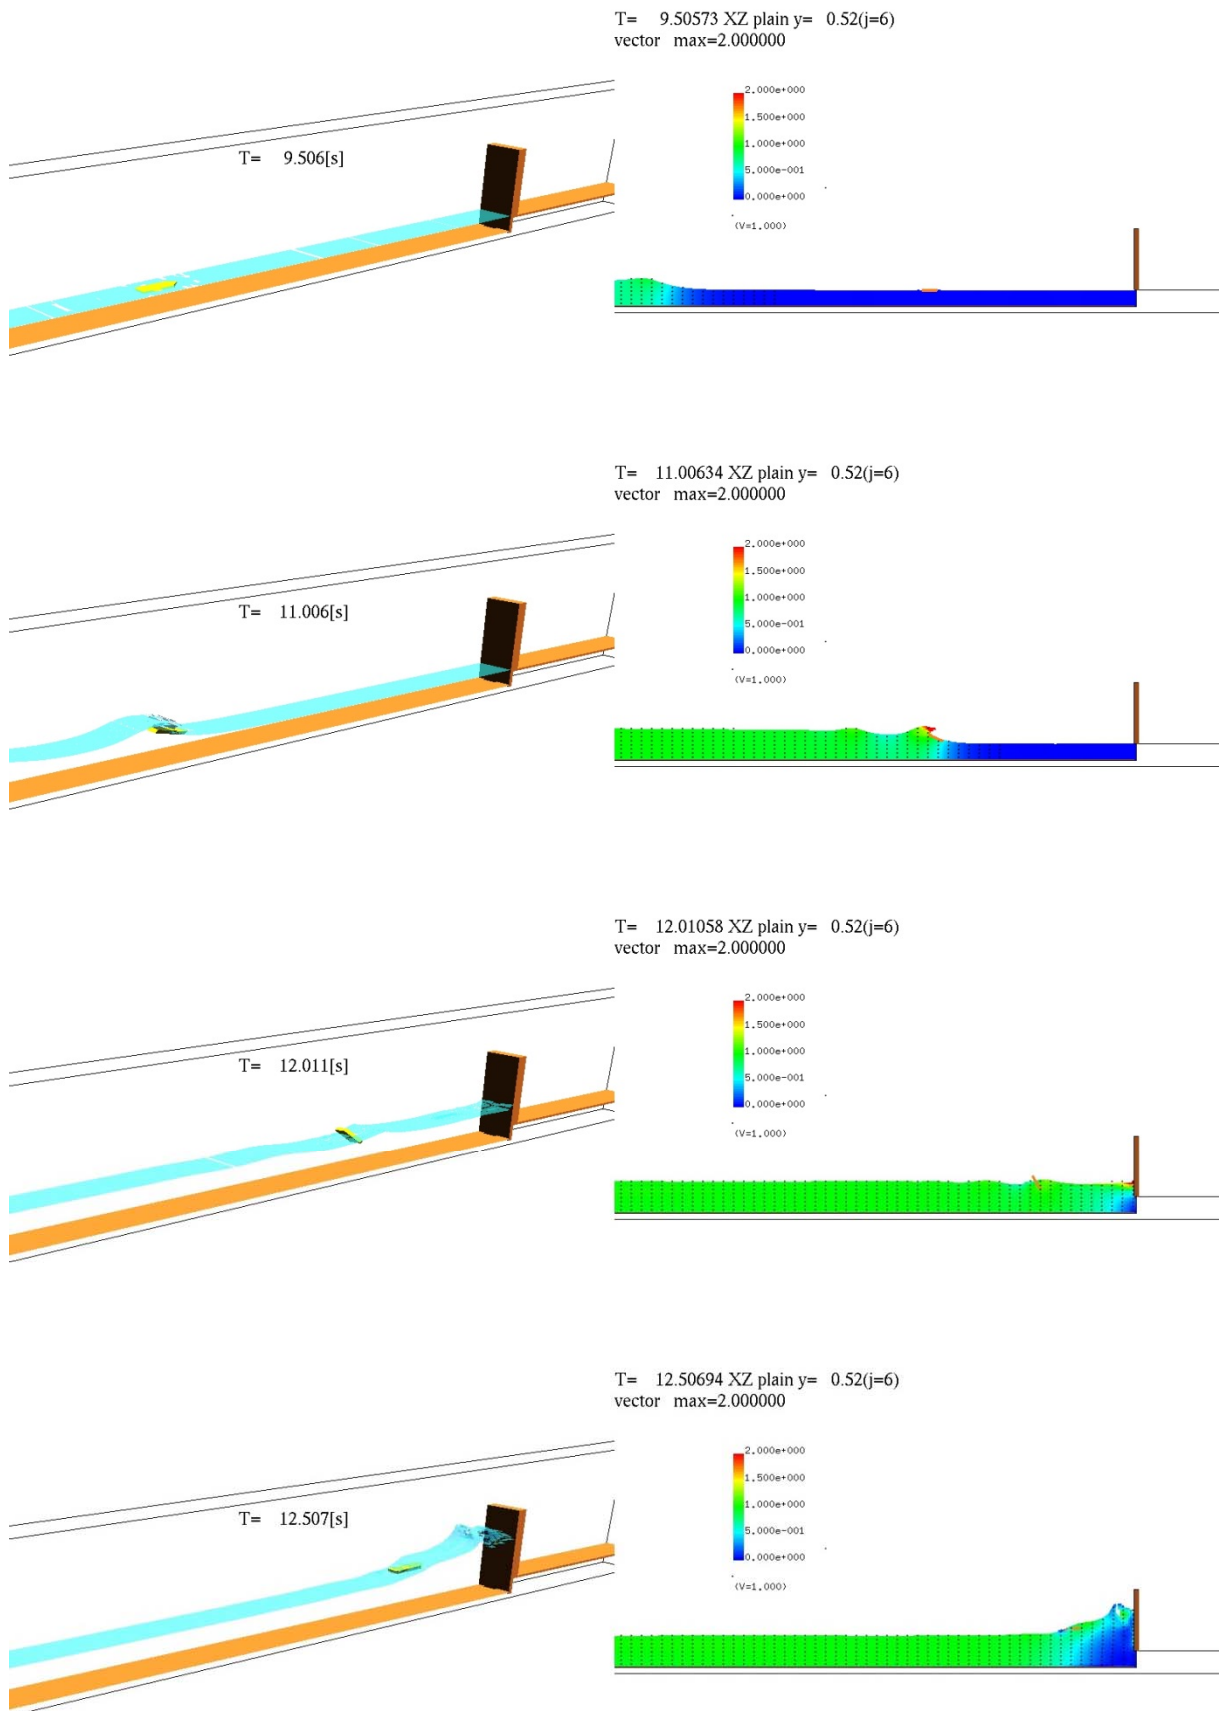 T= 9.50573 XZ plain y= 0.52(j=6)
vector max=2.000000
T= 9.506[s]
2.000e+000
1.500e+000
1.000e+000
5.000e-001
0.000e+000
(V=1.000)
T= 11.00634 XZ plain y= 0.52(j=6)
vector max=2.000000
T= 11.006[s]
2.000e+000
1.500e+000
1.000e+000
5.000e-001
0.000e+000
(V=1.000)
T= 12.01058 XZ plain y= 0.52(j=6)
vector max=2.000000
T= 12.011[s]
2.000e+000
1.500e+000
1.000e+000
5.000e-001
0.000e+000
(V=1.000)
T= 12.50694 XZ plain y= 0.52(j=6)
vector max=2.000000
T= 12.507[s]
2.000e+000
1.500e+000
1.000e+000
5.000e-001
0.000e+000
(V=1.000)